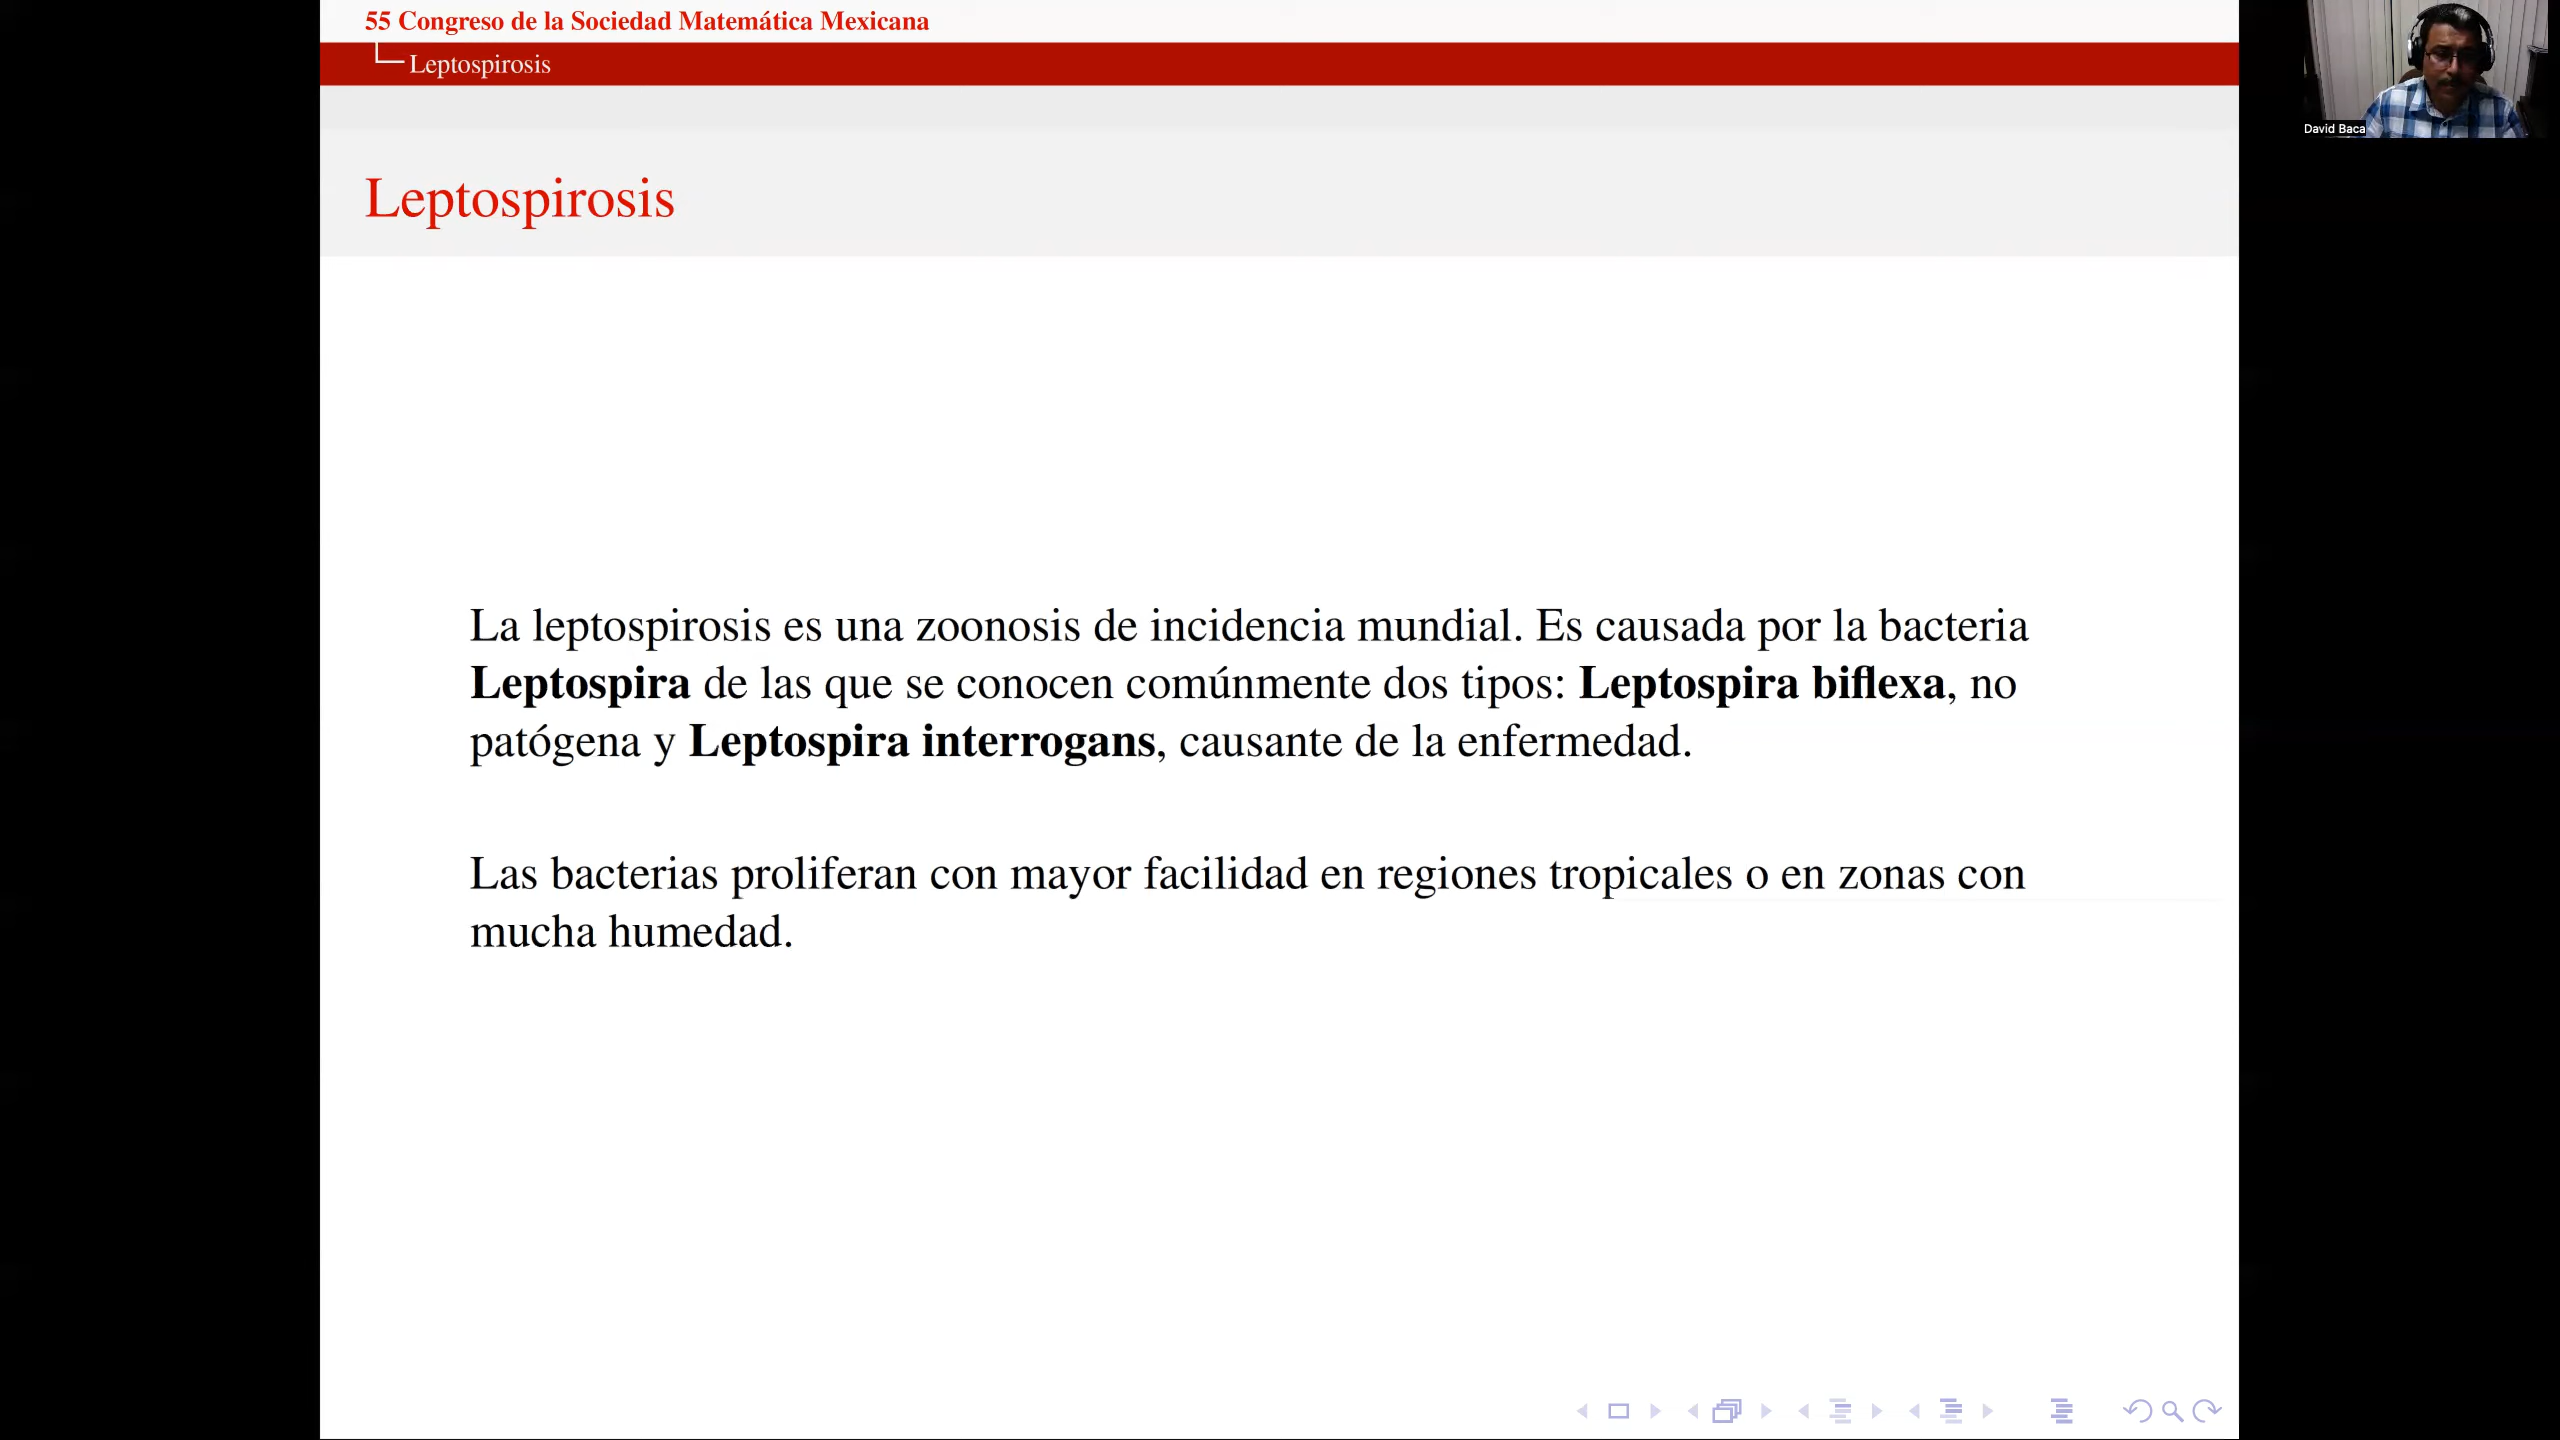 55 Congreso de la Sociedad Matemática Mexicana
Leptospirosis
David Baca
Leptospirosis
La leptospirosis es una zoonosis de incidencia mundial. Es causada por la bacteria
Leptospira de las que se conocen comúnmente dos tipos: Leptospira biflexa, no
patógena y Leptospira interrogans, causante de la enfermedad.
Las bacterias proliferan con mayor facilidad en regiones tropicales o en zonas con
mucha humedad.